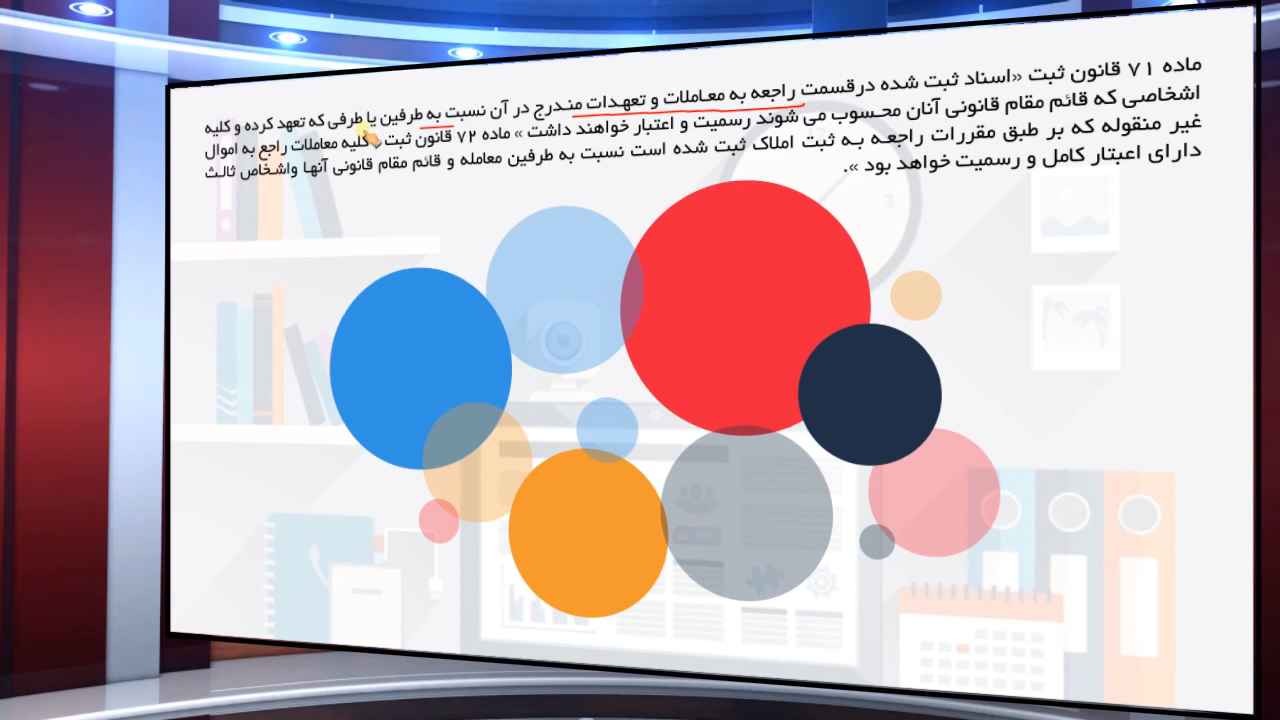 ماده ۷۱ قانون ثبت «اسناد ثبت شده درقسمت راجعه به معاملات و تعهدات مندرج در آن نسبت به طرفین یا طرفی که تعهد کرده و کلیه
اشخاصی که قائم مقام قانونی آنان محسوب می شوند رسمیت و اعتبار خواهند داشت » ماده ۷۲ قانون ثبت «کلیه معاملات راجع به اموال
غیر منقوله که بر طبق مقررات راجعه به ثبت املاک ثبت شده است نسبت به طرفین معامله و قائم مقام قانونی آنها واشخاص ثالث
دارای اعبتار کامل و رسمیت خواهد بود ».
3